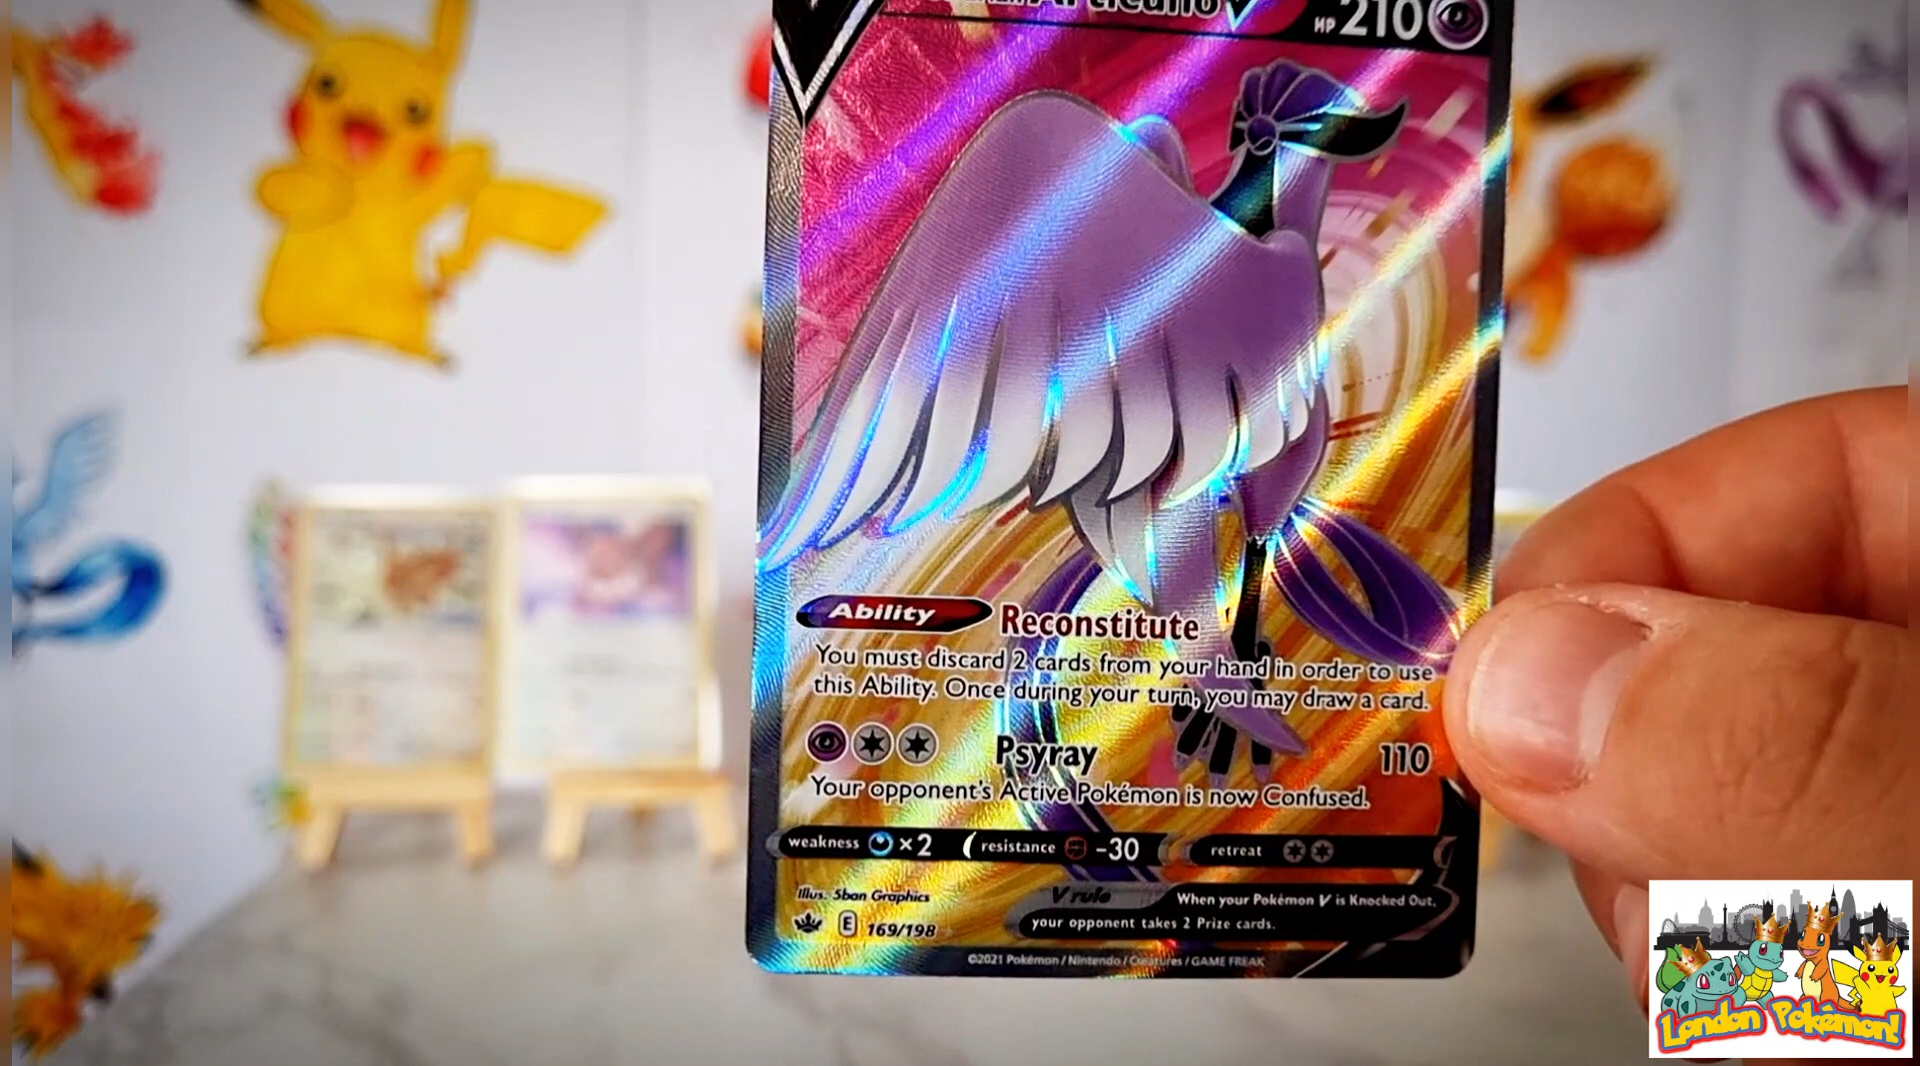 Articuno V HP 210
Ability Reconstitute
You must discard 2 cards from your hand in order to use
this Ability. Once during your turn, you may draw a card.
Psyray 110
Your opponent's Active Pokémon is now Confused.
weakness ×2 resistance -30 retreat
Illus. 5ban Graphics
V rule When your Pokémon V is Knocked Out,
your opponent takes 2 Prize cards.
E 169/198
©2021 Pokémon / Nintendo / Creatures / GAME FREAK
London Pokémon!